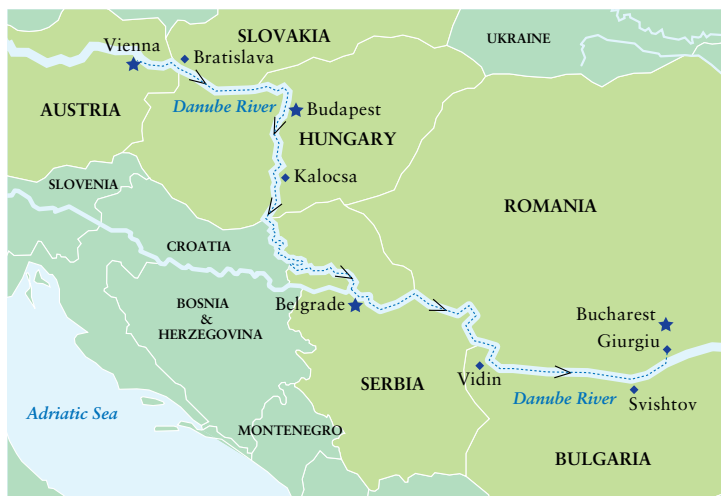 SLOVAKIA
UKRAINE
Vienna
Bratislava
Danube River
Budapest
AUSTRIA
HUNGARY
Kalocsa
SLOVENIA
ROMANIA
CROATIA
BOSNIA
&
HERZEGOVINA
Belgrade
Bucharest
Giurgiu
Vidin
SERBIA
Danube River
Svishtov
Adriatic Sea
MONTENEGRO
BULGARIA